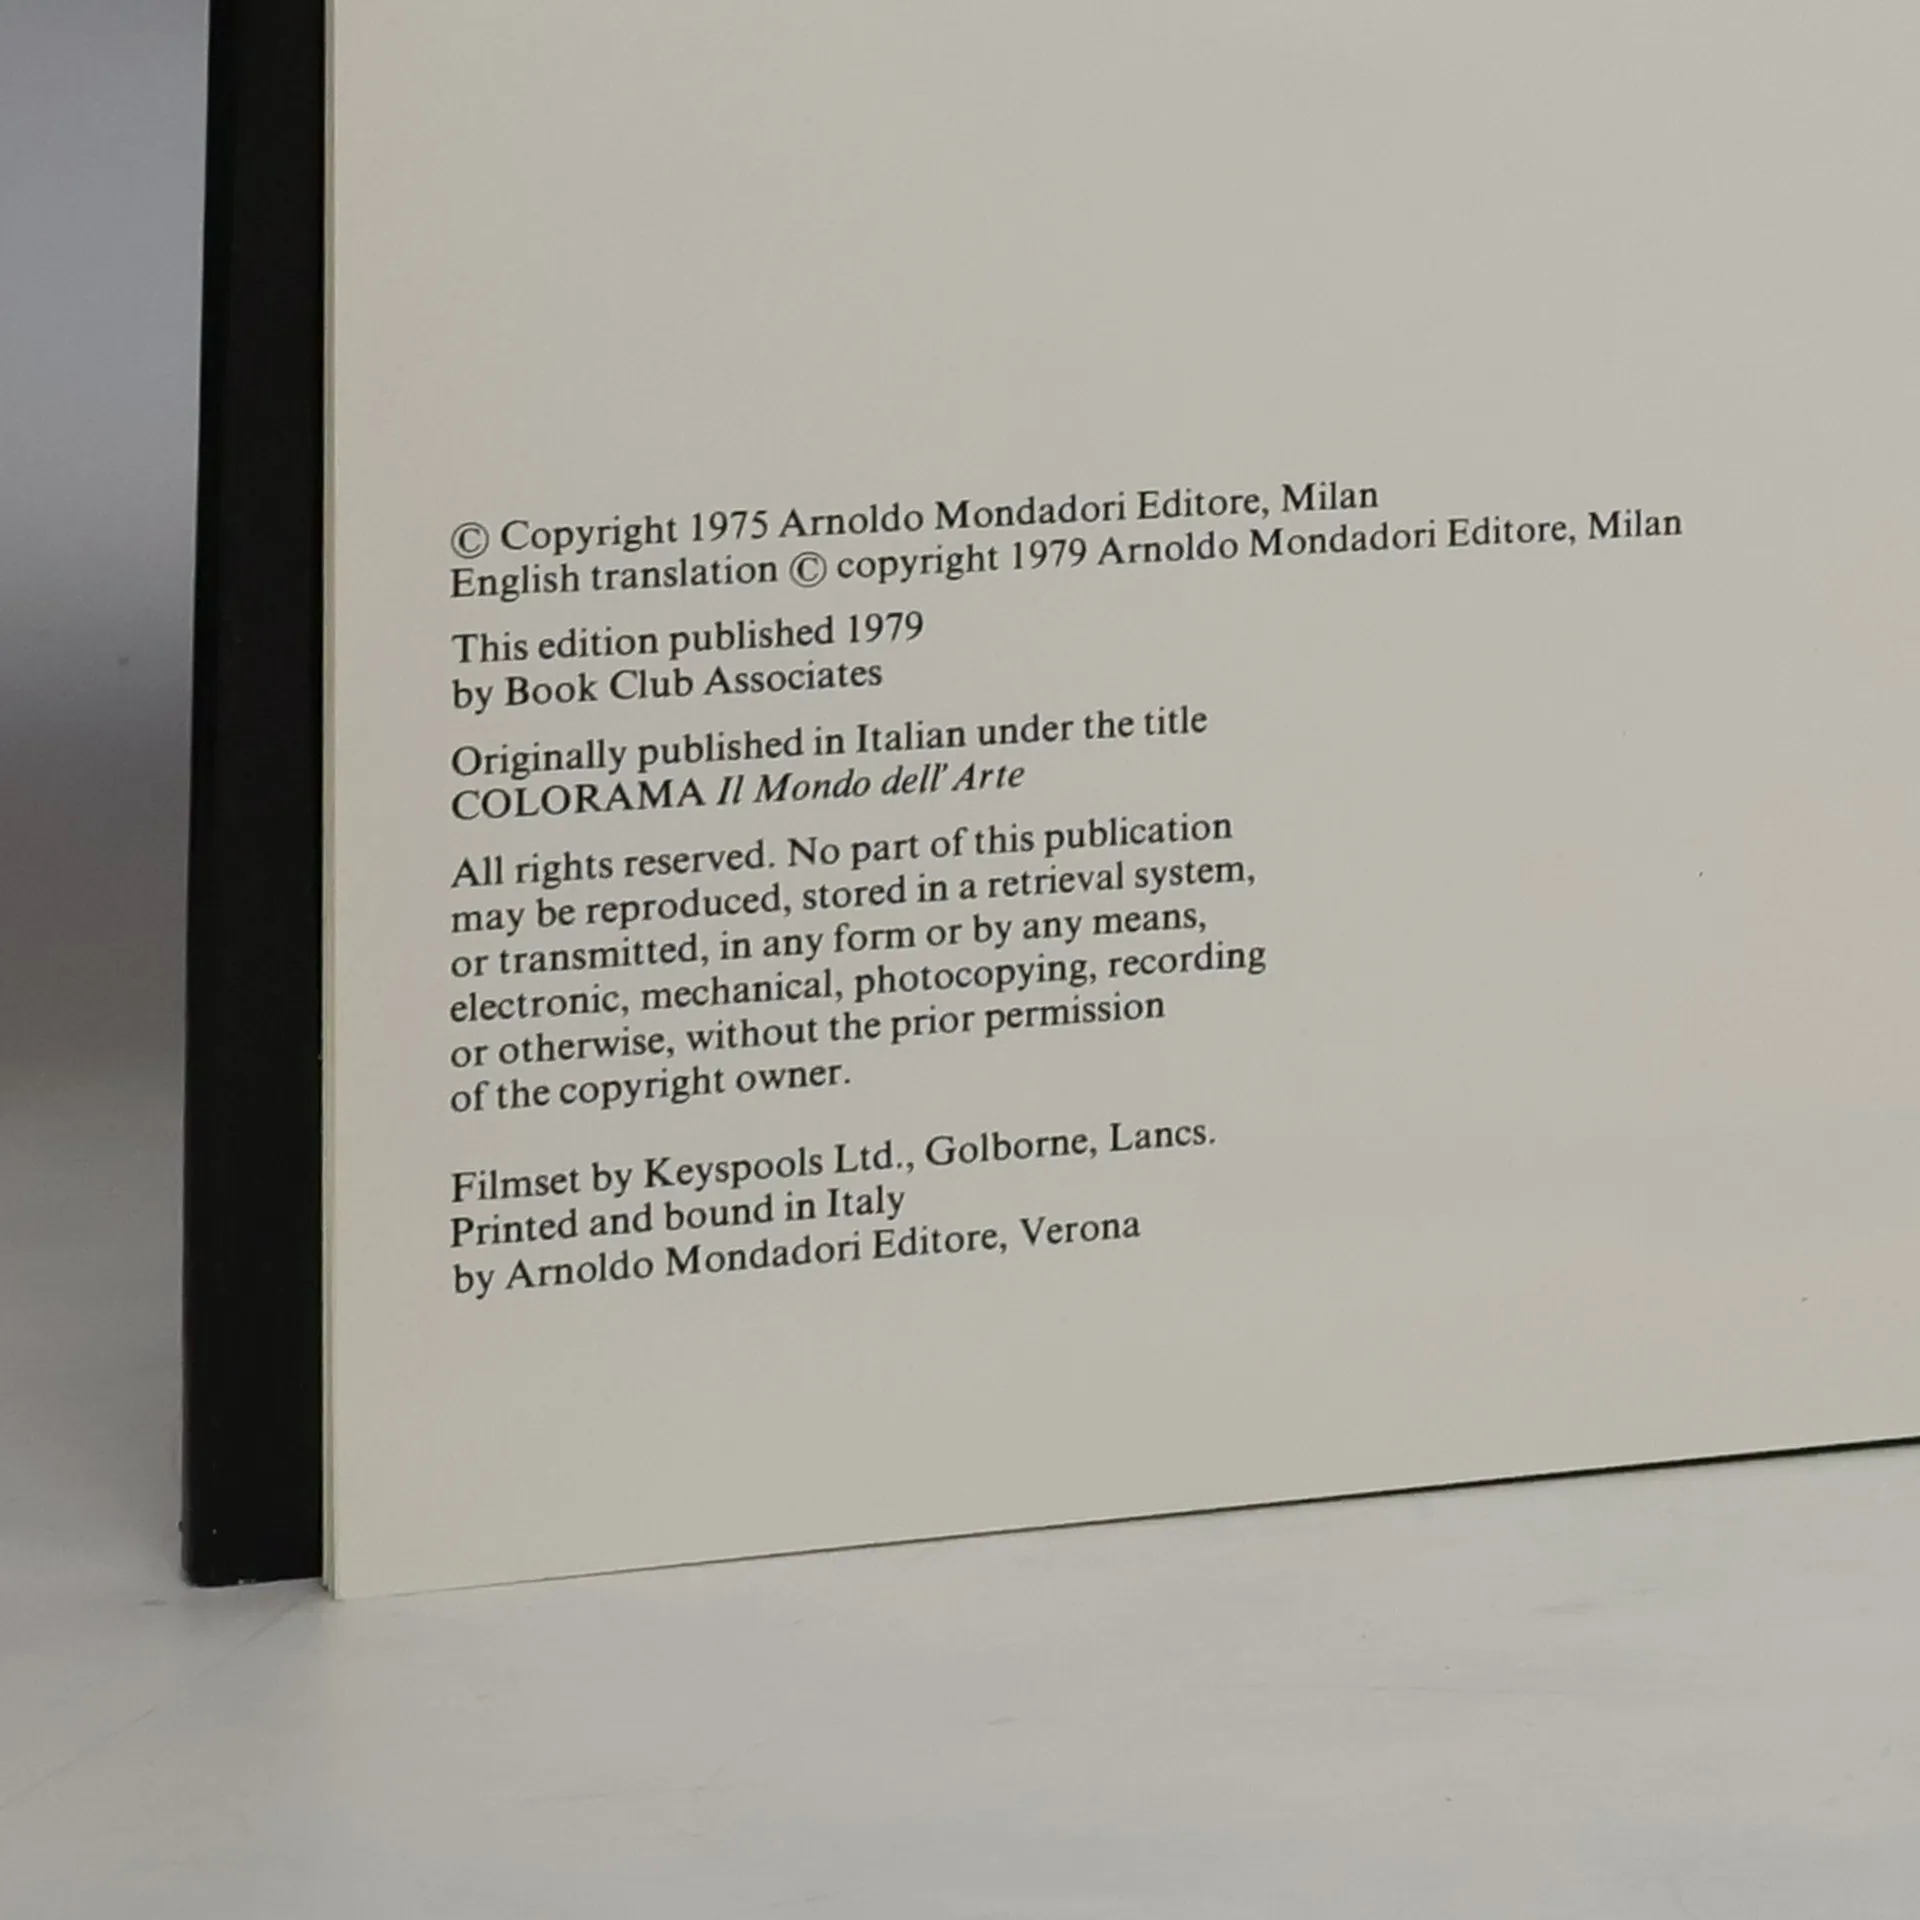 © Copyright 1975 Arnoldo Mondadori Editore, Milan
English translation © copyright 1979 Arnoldo Mondadori Editore, Milan
This edition published 1979
by Book Club Associates
Originally published in Italian under the title
COLORAMA Il Mondo dell' Arte
All rights reserved. No part of this publication
may be reproduced, stored in a retrieval system,
or transmitted, in any form or by any means,
electronic, mechanical, photocopying, recording
or otherwise, without the prior permission
of the copyright owner.
Filmset by Keyspools Ltd., Golborne, Lancs.
Printed and bound in Italy
by Arnoldo Mondadori Editore, Verona